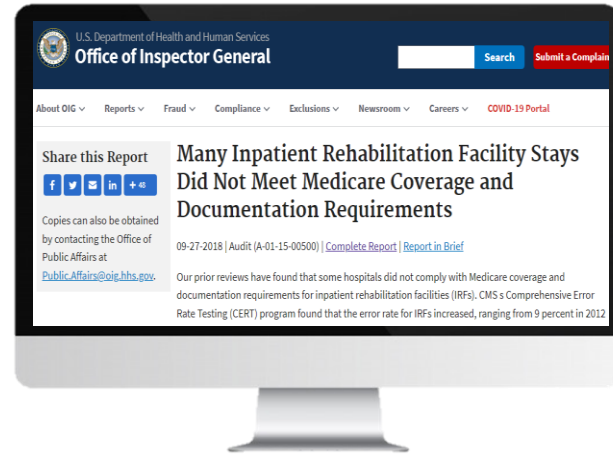 U.S. Department of Health and Human Services
Office of Inspector General
Search
Submit a Complain
About OIG
Reports
Fraud
Compliance
Exclusions
Newsroom
Careers
COVID-19 Portal
Share this Report
+ 48
Copies can also be obtained
by contacting the Office of
Public Affairs at
Public.Affairs@oig.hhs.gov.
Many Inpatient Rehabilitation Facility Stays
Did Not Meet Medicare Coverage and
Documentation Requirements
09-27-2018 | Audit (A-01-15-00500) | Complete Report | Report in Brief
Our prior reviews have found that some hospitals did not comply with Medicare coverage and
documentation requirements for inpatient rehabilitation facilities (IRFs). CMS s Comprehensive Error
Rate Testing (CERT) program found that the error rate for IRFs increased, ranging from 9 percent in 2012